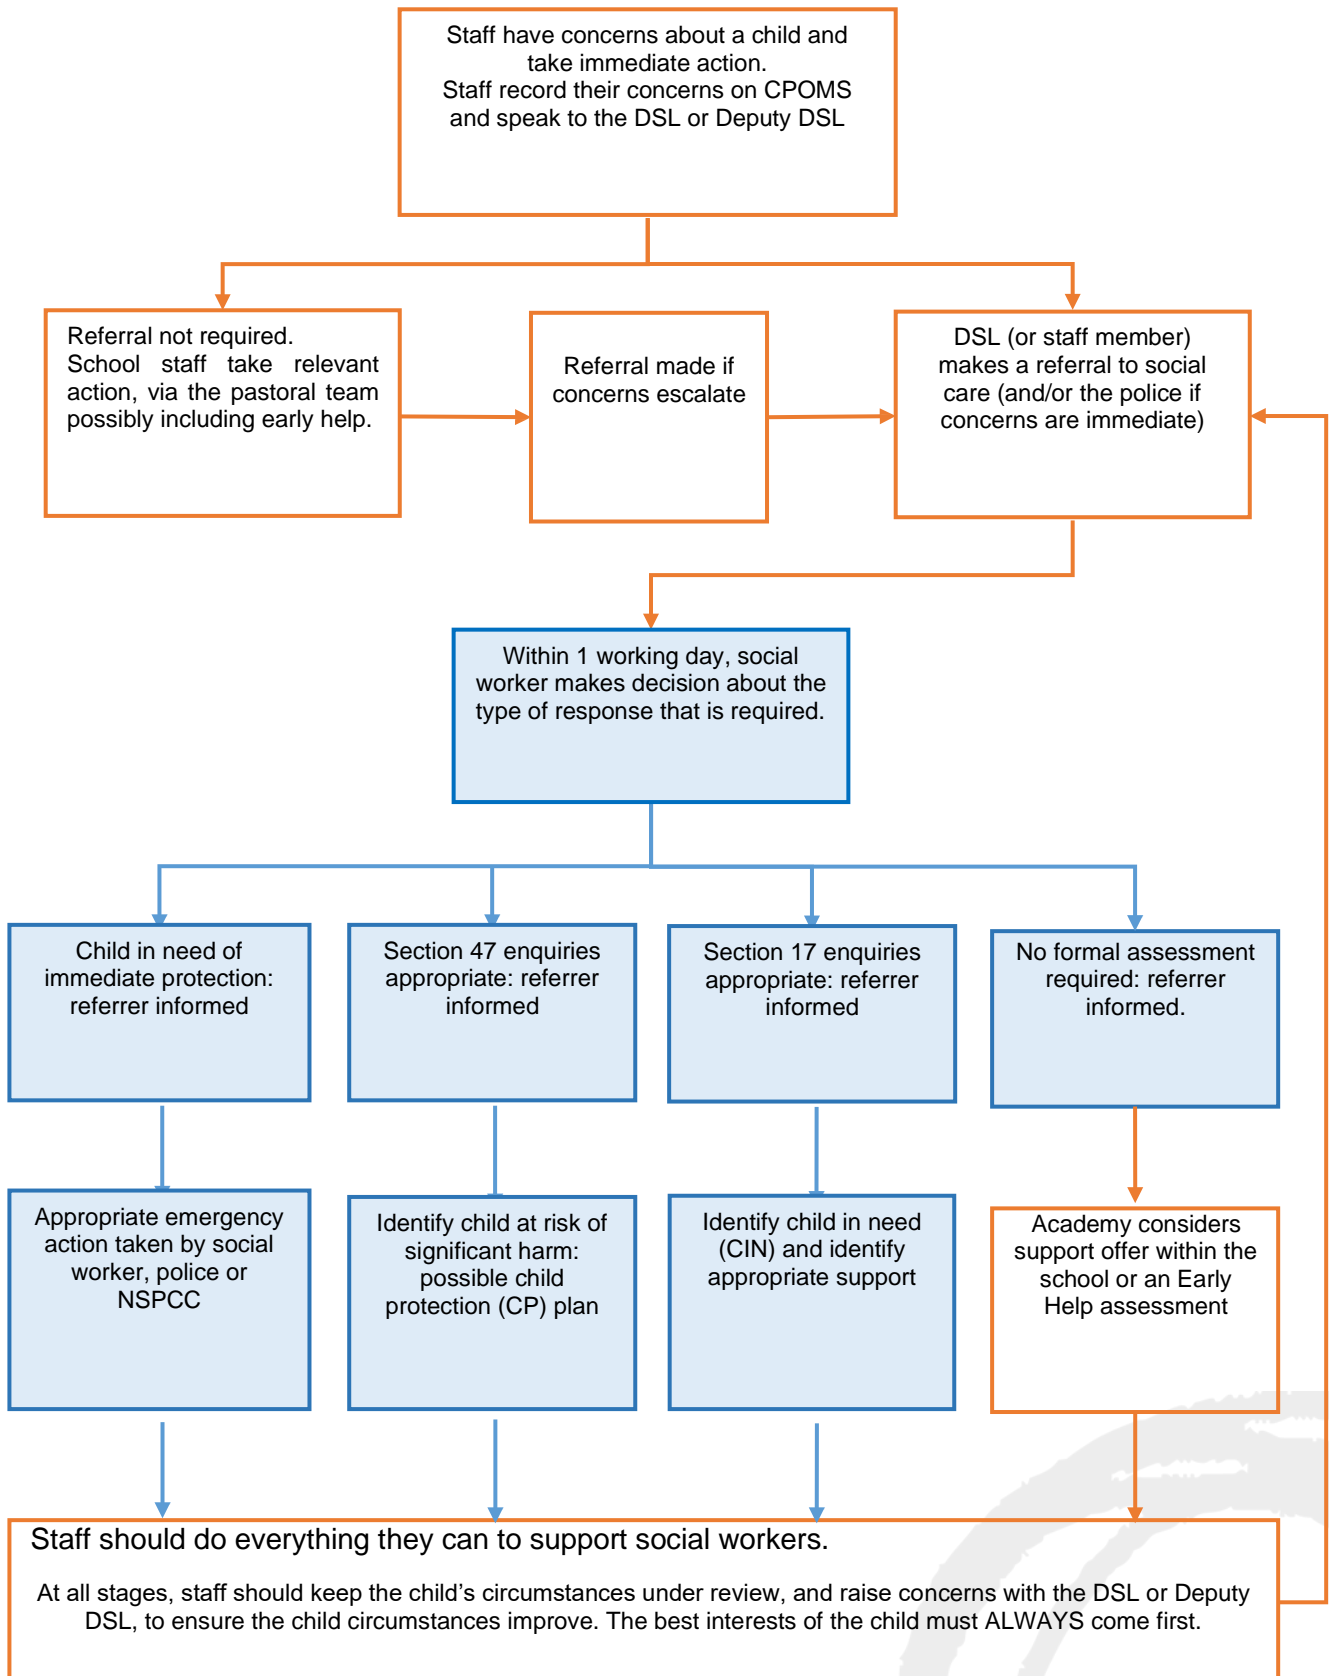 Staff have concerns about a child and
take immediate action.
Staff record their concerns on CPOMS
and speak to the DSL or Deputy DSL
Referral not required.
School staff take relevant
action, via the pastoral team
possibly including early help.
Referral made if
concerns escalate
DSL (or staff member)
makes a referral to social
care (and/or the police if
concerns are immediate)
Within 1 working day, social
worker makes decision about the
type of response that is required.
Child in need of
immediate protection:
referrer informed
Section 47 enquiries
appropriate: referrer
informed
Section 17 enquiries
appropriate: referrer
informed
No formal assessment
required: referrer
informed.
Appropriate emergency
action taken by social
worker, police or
NSPCC
Identify child at risk of
significant harm:
possible child
protection (CP) plan
Identify child in need
(CIN) and identify
appropriate support
Academy considers
support offer within the
school or an Early
Help assessment
Staff should do everything they can to support social workers.
At all stages, staff should keep the child’s circumstances under review, and raise concerns with the DSL or Deputy
DSL, to ensure the child circumstances improve. The best interests of the child must ALWAYS come first.